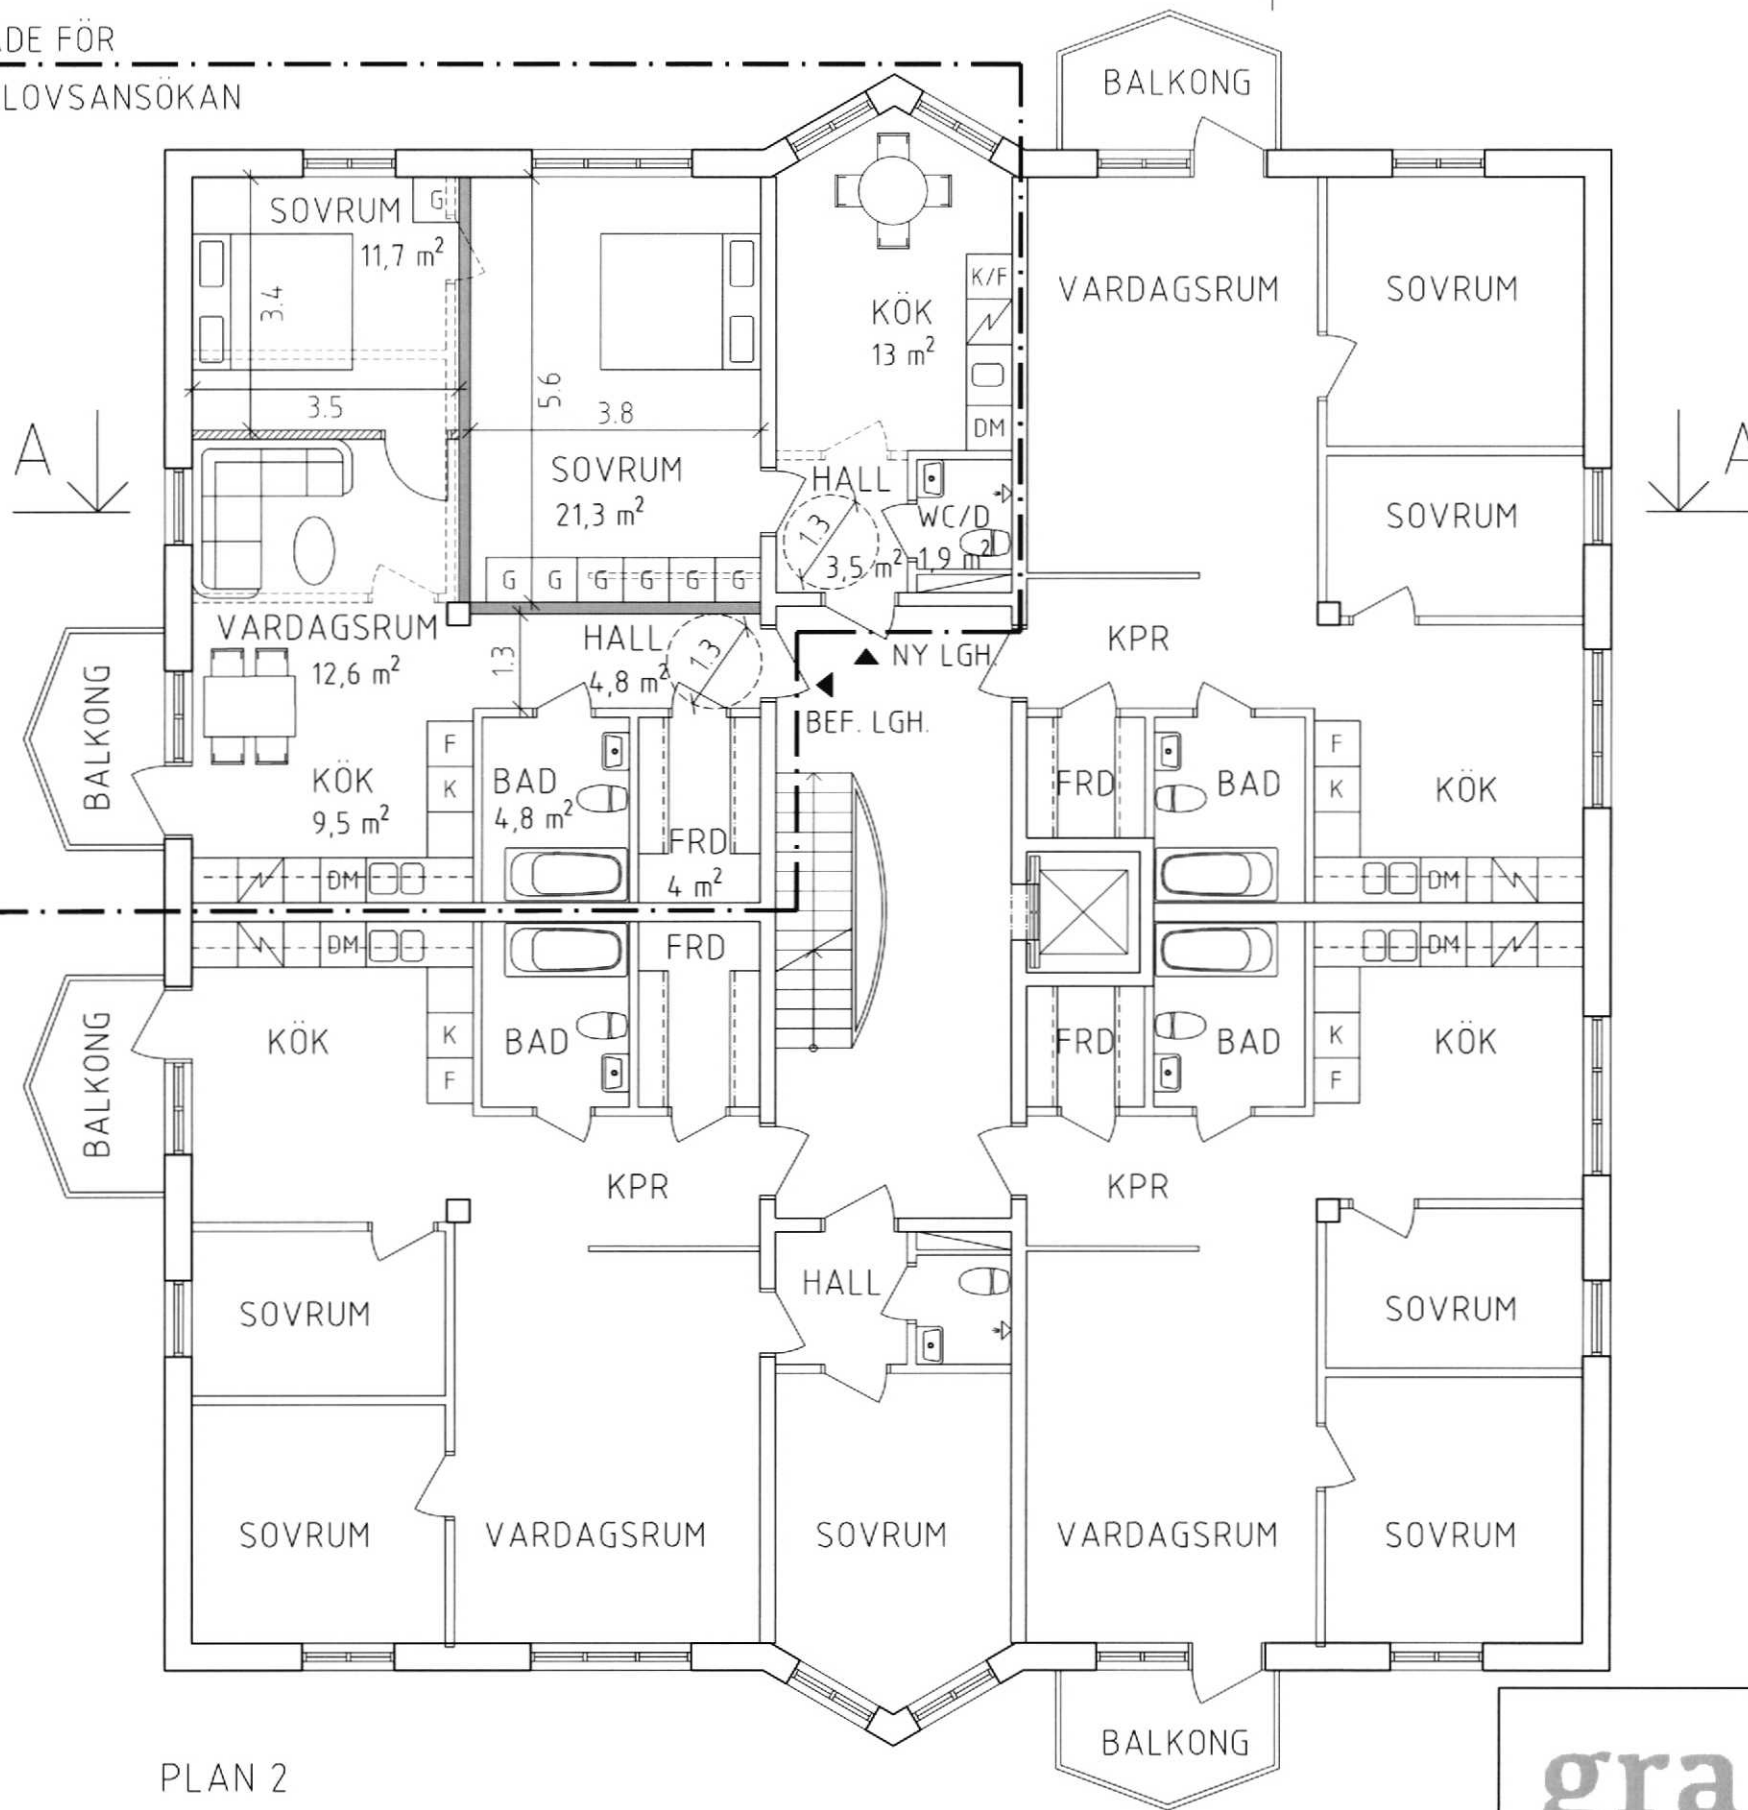 ADE FÖR
LOVSANSÖKAN
BALKONG
SOVRUM
G
11,7 m²
3.4
3.5
5.6
3.8
SOVRUM
21,3 m²
G G G G G G
KÖK
13 m²
K/F
DM
HALL
1.3
3,5 m²
WC/D
1,9 m²
VARDAGSRUM
SOVRUM
SOVRUM
KPR
A
A
VARDAGSRUM
12,6 m²
HALL
4,8 m²
1.3
1.3
NY LGH.
BEF. LGH.
BALKONG
KÖK
9,5 m²
F
K
DM
BAD
4,8 m²
FRD
4 m²
FRD
BAD
F
K
KÖK
DM
DM
KÖK
K
F
BAD
FRD
BALKONG
KPR
FRD
BAD
DM
K
F
KÖK
KPR
HALL
SOVRUM
SOVRUM
VARDAGSRUM
SOVRUM
VARDAGSRUM
SOVRUM
SOVRUM
BALKONG
PLAN 2
gra